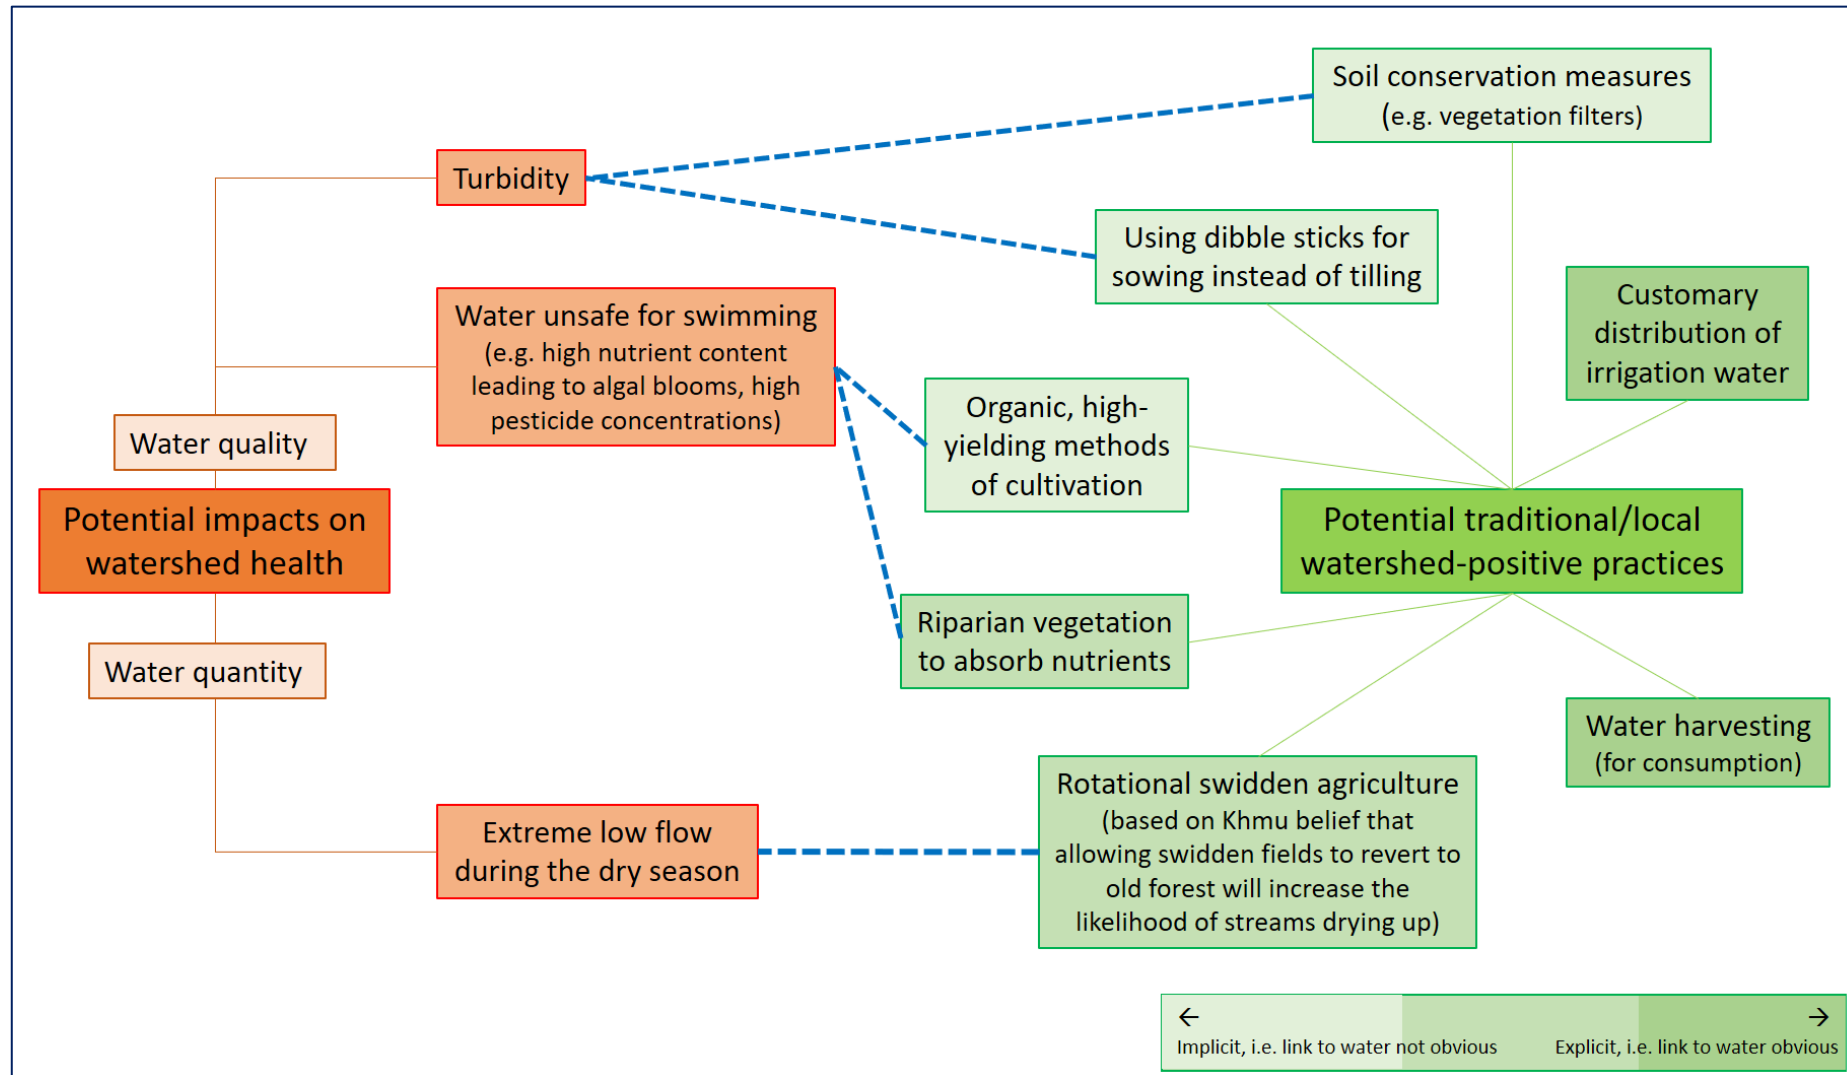 Soil conservation measures
(e.g. vegetation filters)
Turbidity
Using dibble sticks for
sowing instead of tilling
Customary
distribution of
irrigation water
Water unsafe for swimming
(e.g. high nutrient content
leading to algal blooms, high
pesticide concentrations)
Organic, high-
yielding methods
of cultivation
Water quality
Potential impacts on
watershed health
Potential traditional/local
watershed-positive practices
Water quantity
Riparian vegetation
to absorb nutrients
Water harvesting
(for consumption)
Rotational swidden agriculture
(based on Khmu belief that
allowing swidden fields to revert to
old forest will increase the
likelihood of streams drying up)
Extreme low flow
during the dry season
← →
Implicit, i.e. link to water not obvious Explicit, i.e. link to water obvious